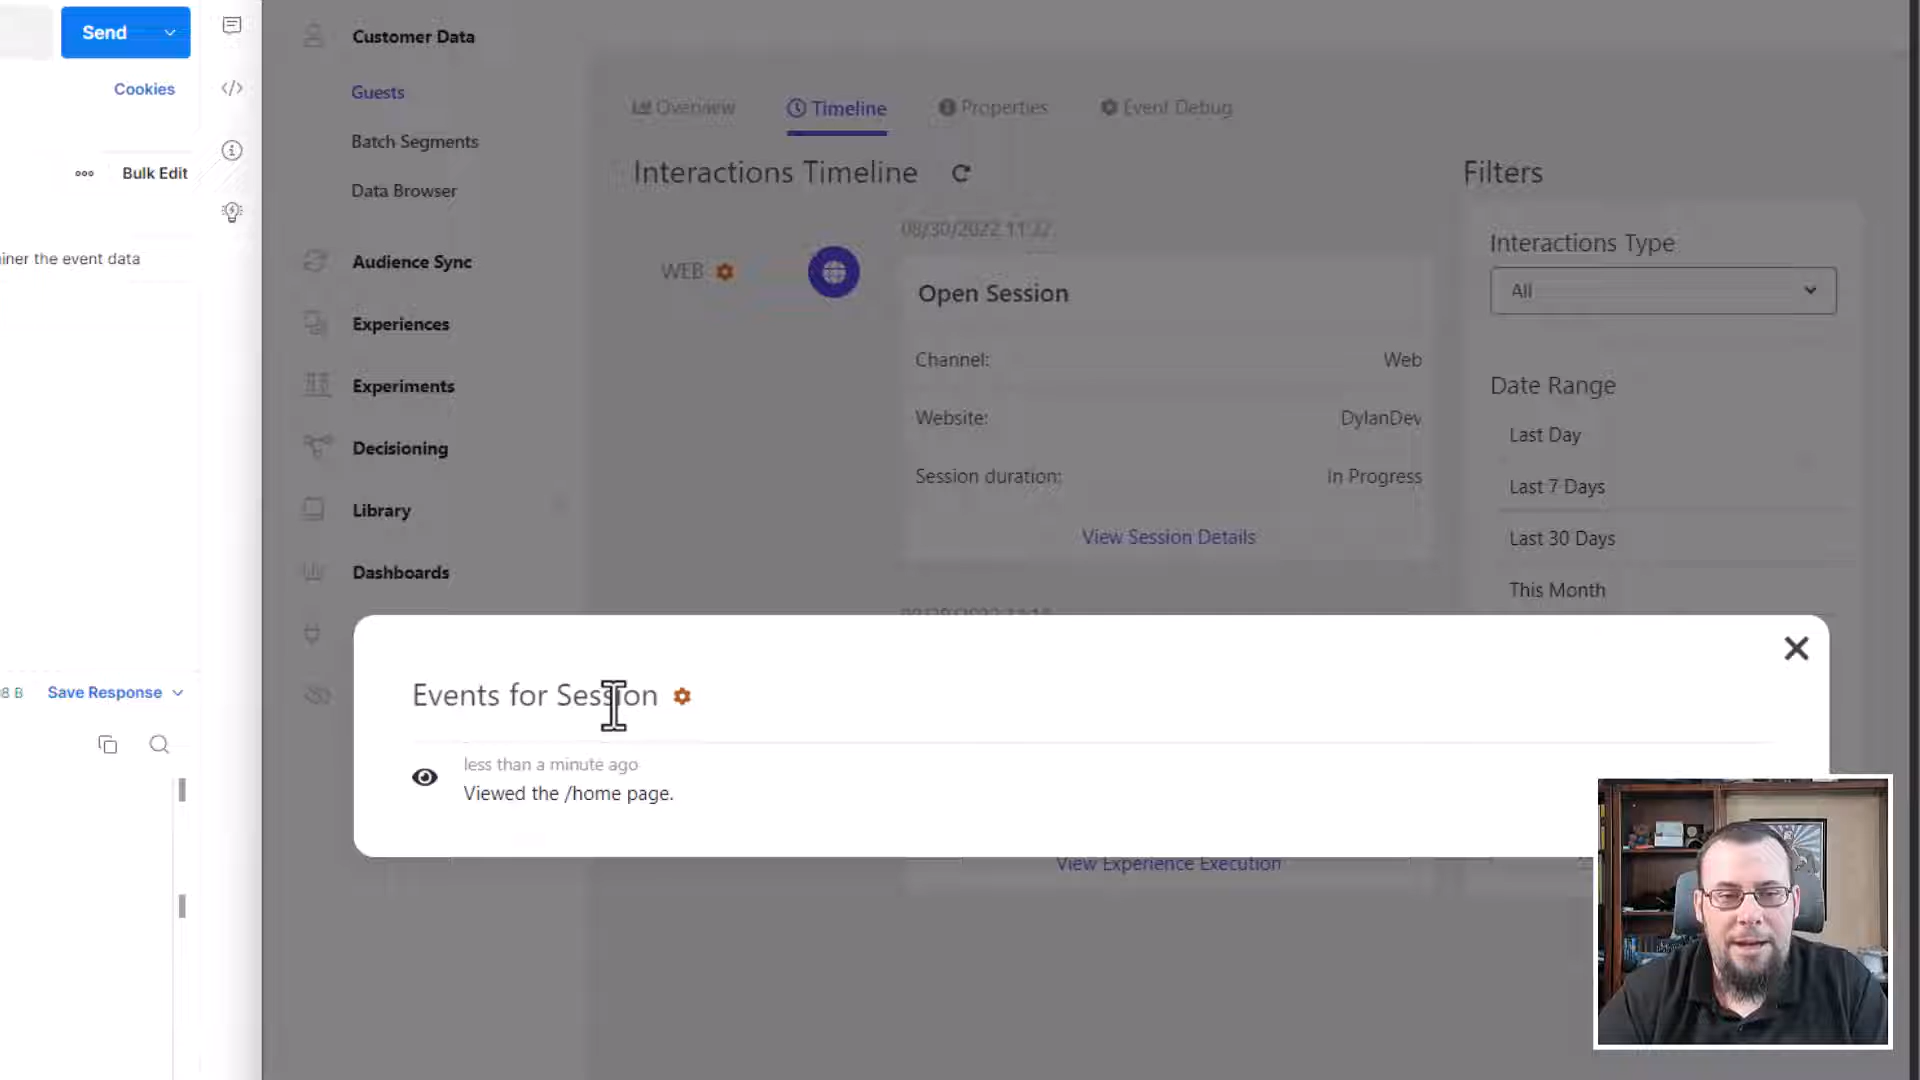 Send
Cookies
Bulk Edit
iner the event data
8 B Save Response
Customer Data
Guests
Batch Segments
Data Browser
Audience Sync
Experiences
Experiments
Decisioning
Library
Dashboards
Overview
Timeline
Properties
Event Debug
Interactions Timeline
08/30/2022 11:37
WEB
Open Session
Channel: Web
Website: DylanDev
Session duration: In Progress
View Session Details
Filters
Interactions Type
All
Date Range
Last Day
Last 7 Days
Last 30 Days
This Month
Events for Session
less than a minute ago
Viewed the /home page.
View Experience Execution